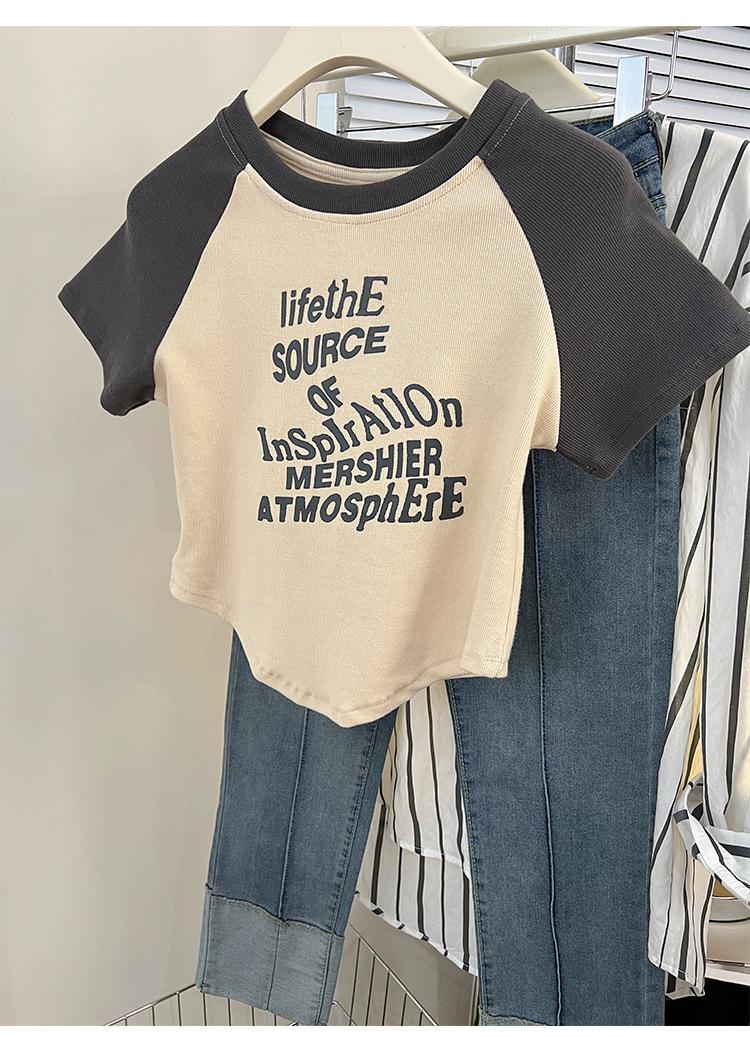 lifethE
SOURCE
OF
InSpIrAtIOn
MERSHIER
ATMOSphErE